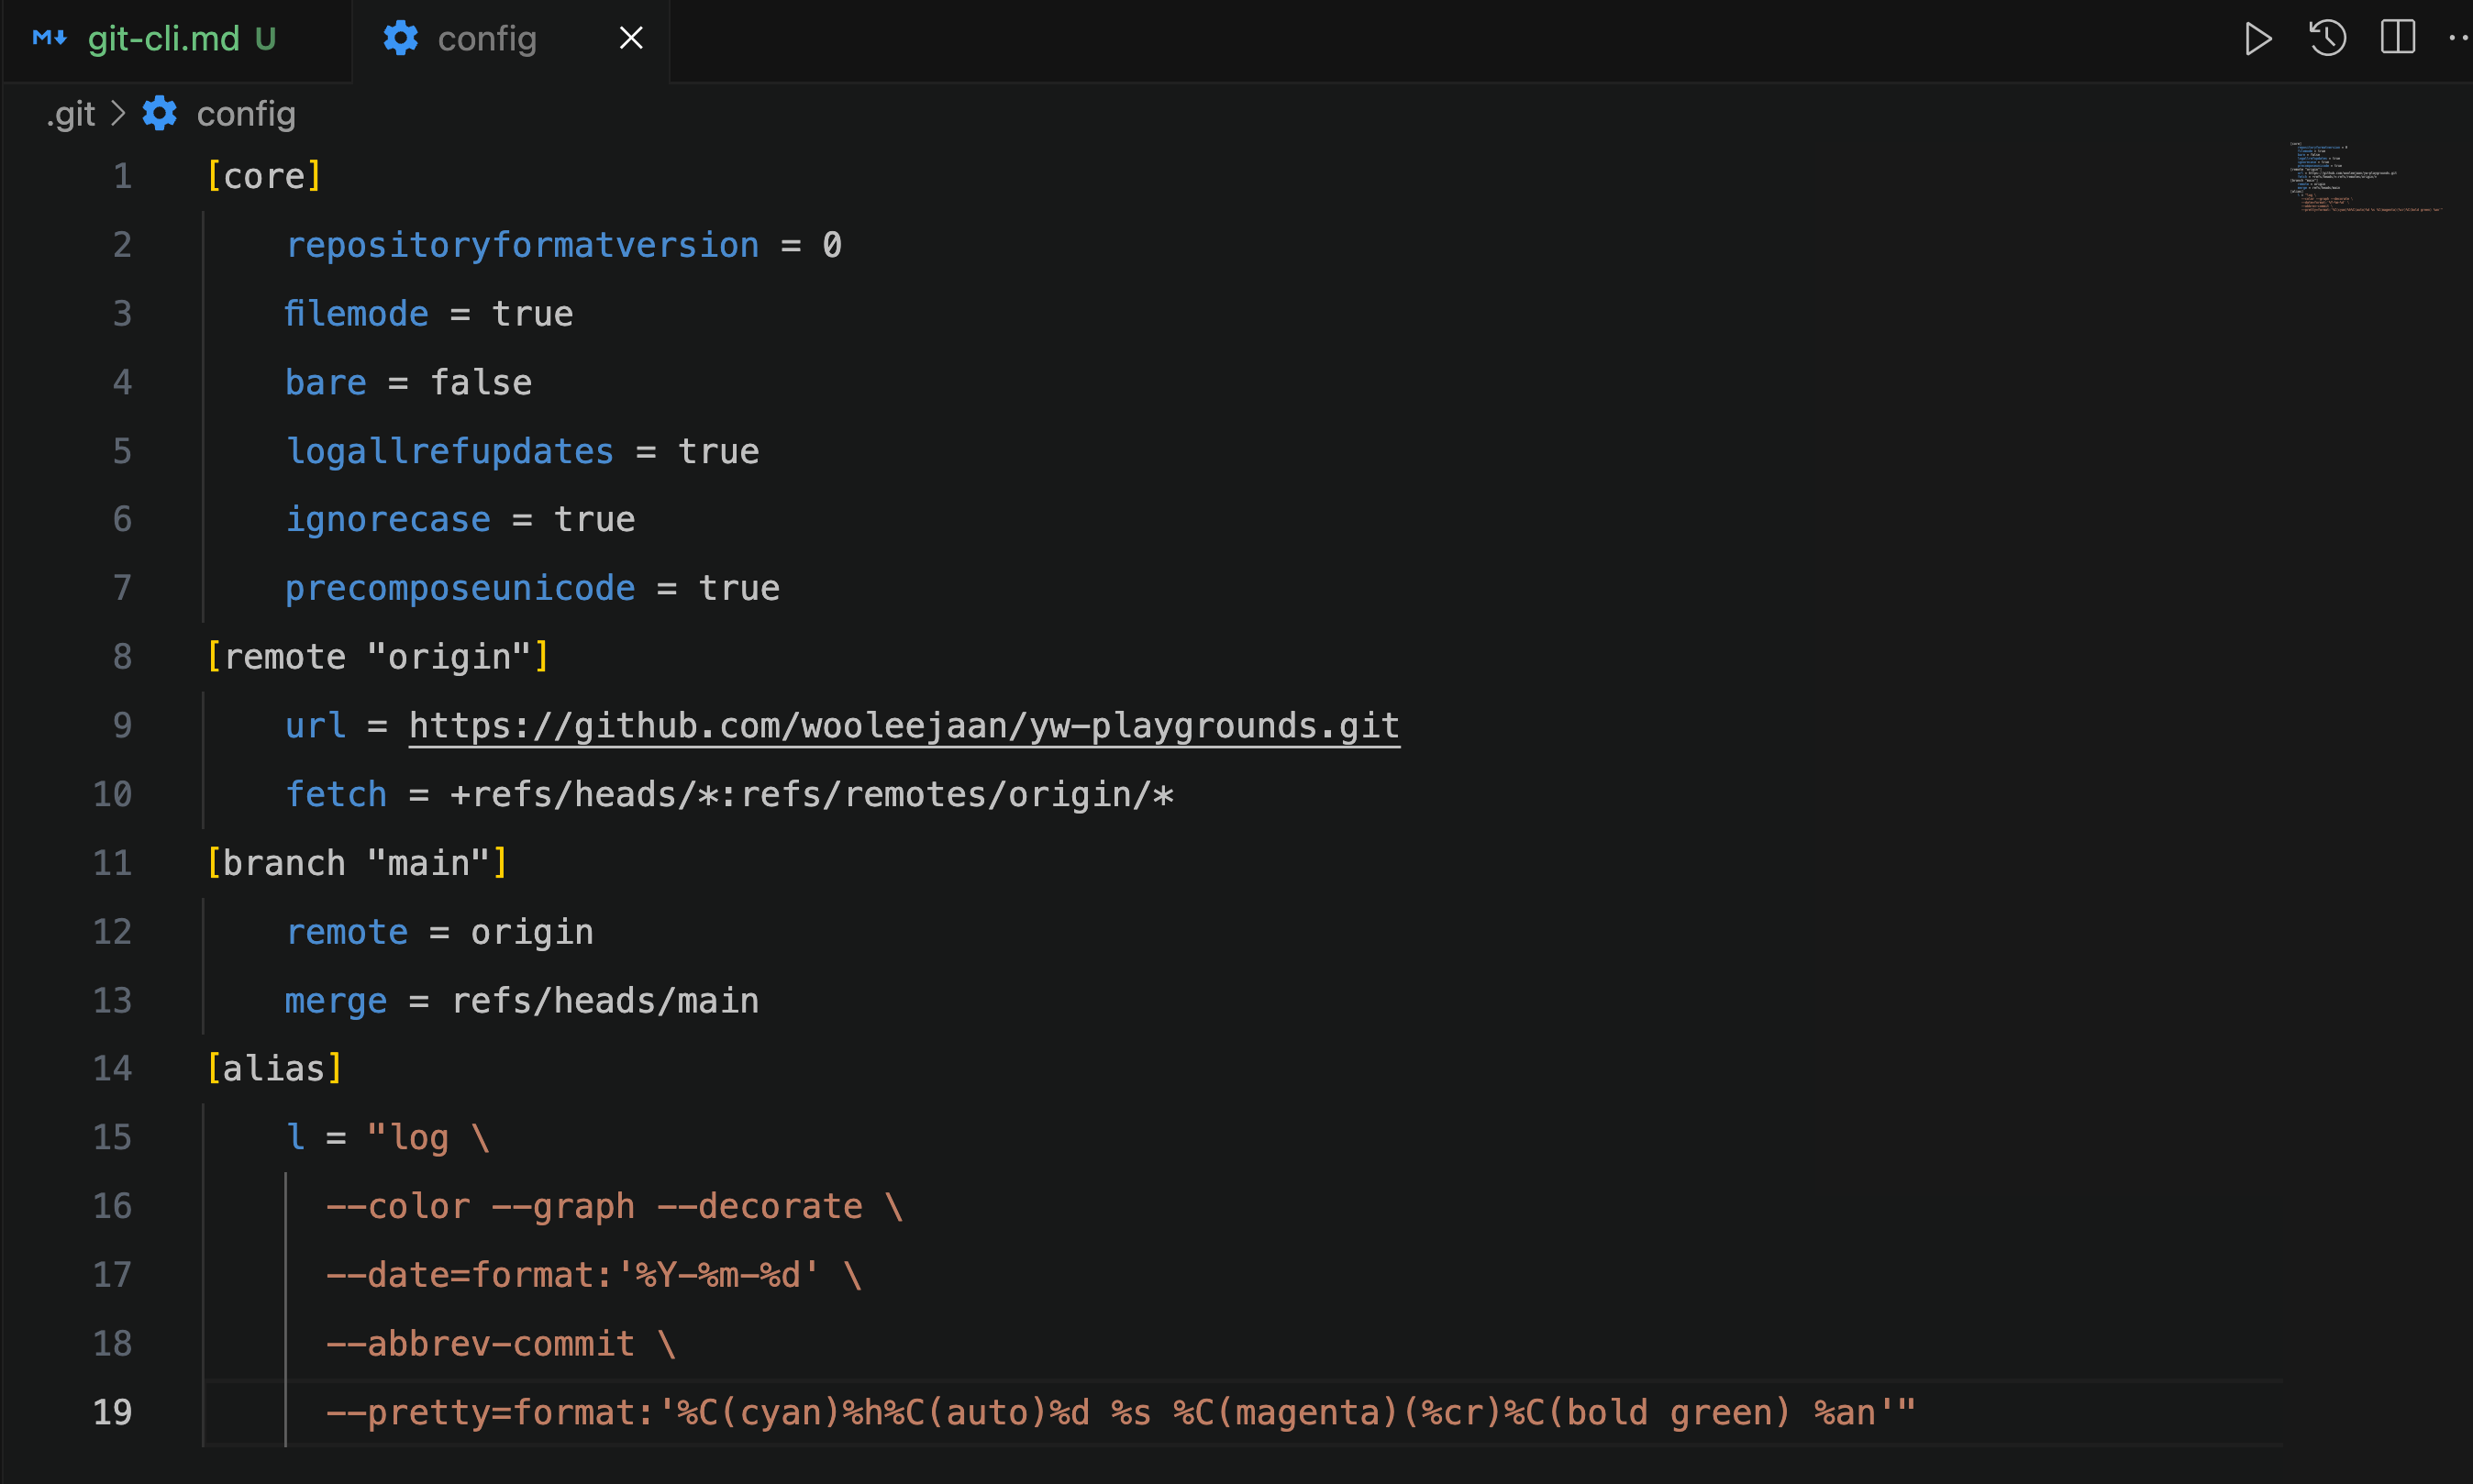 git-cli.md U
config
.git > config
1 [core]
2 repositoryformatversion = 0
3 filemode = true
4 bare = false
5 logallrefupdates = true
6 ignorecase = true
7 precomposeunicode = true
8 [remote "origin"]
9 url = https://github.com/wooleejaan/yw-playgrounds.git
10 fetch = +refs/heads/*:refs/remotes/origin/*
11 [branch "main"]
12 remote = origin
13 merge = refs/heads/main
14 [alias]
15 l = "log \
16 --color --graph --decorate \
17 --date=format:'%Y-%m-%d' \
18 --abbrev-commit \
19 --pretty=format:'%C(cyan)%h%C(auto)%d %s %C(magenta)(%cr)%C(bold green) %an'"